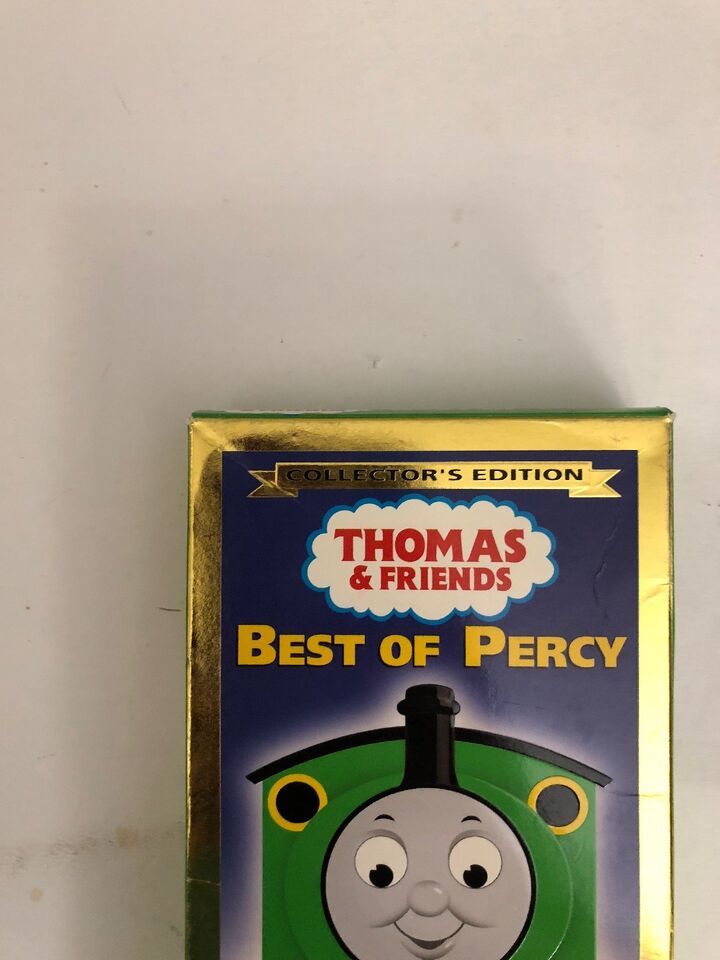 COLLECTOR'S EDITION
THOMAS
& FRIENDS
BEST OF PERCY